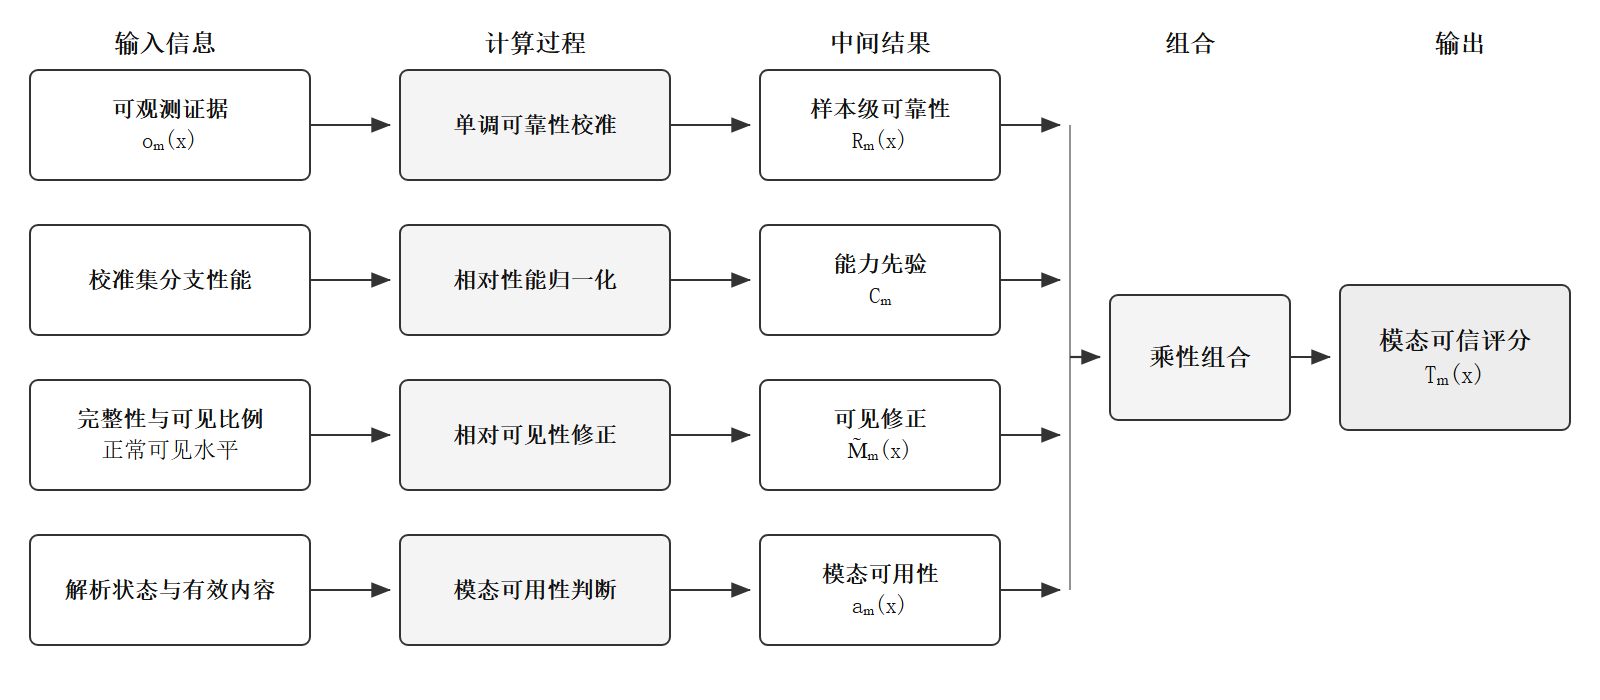 输入信息
计算过程
中间结果
组合
输出
可观测证据
oₘ(x)
单调可靠性校准
样本级可靠性
Rₘ(x)
校准集分支性能
相对性能归一化
能力先验
Cₘ
完整性与可见比例
正常可见水平
相对可见性修正
可见修正
M̃ₘ(x)
解析状态与有效内容
模态可用性判断
模态可用性
aₘ(x)
乘性组合
模态可信评分
Tₘ(x)